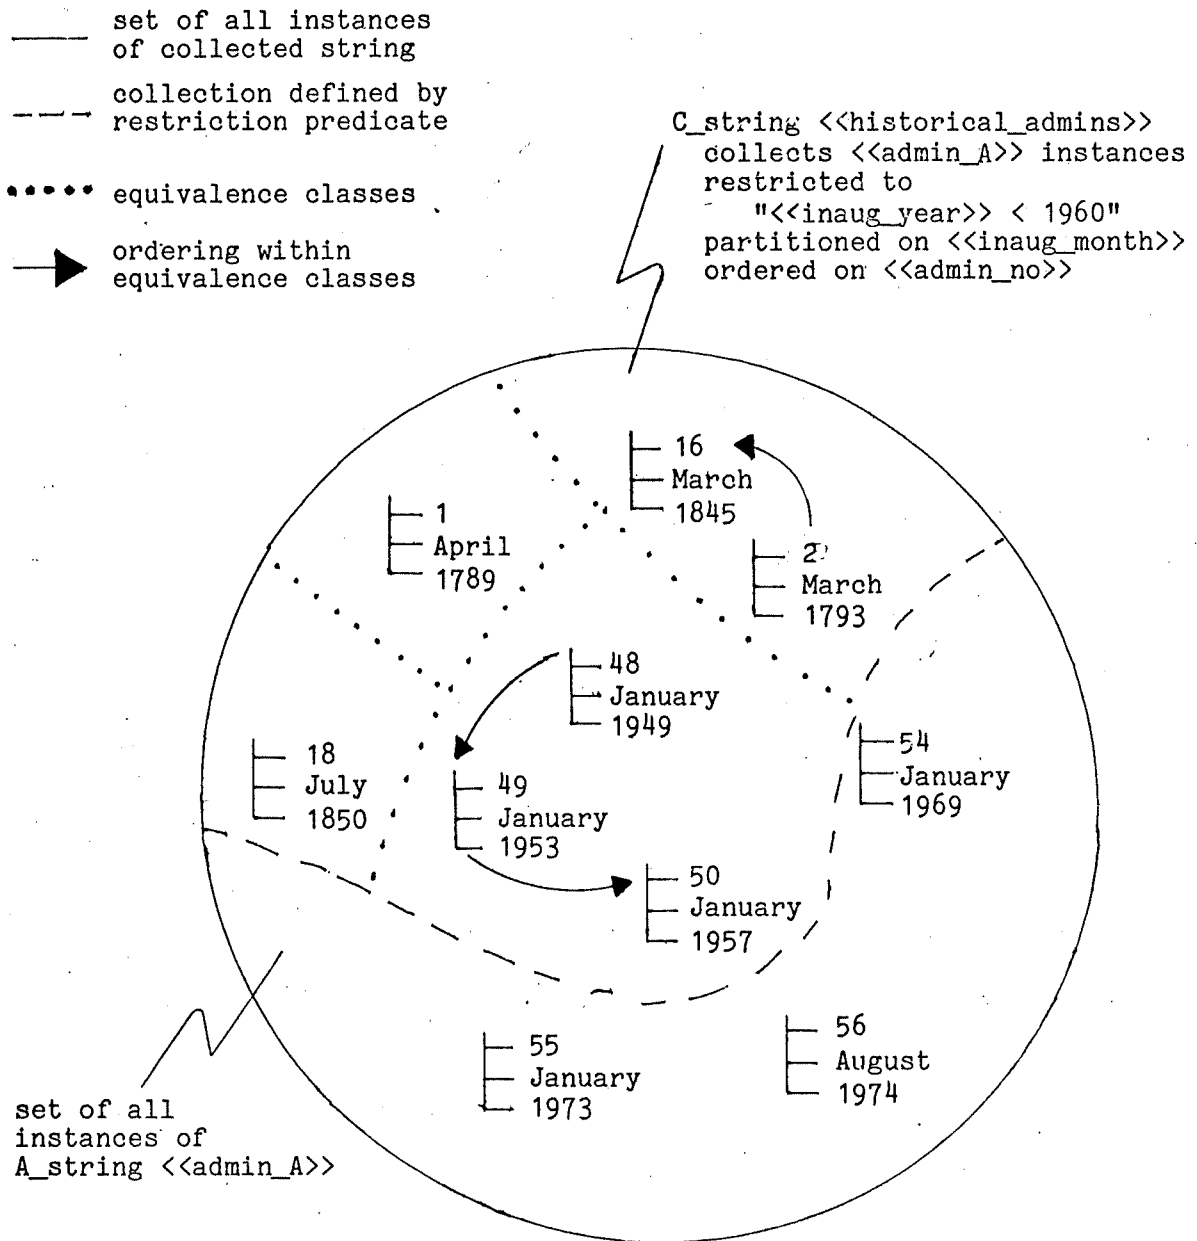 set of all instances
of collected string
collection defined by
restriction predicate
equivalence classes
ordering within
equivalence classes
C_string <<historical_admins>>
collects <<admin_A>> instances
restricted to
"<<inaug_year>> < 1960"
partitioned on <<inaug_month>>
ordered on <<admin_no>>
16
March
1845
1
April
1789
2
March
1793
48
January
1949
18
July
1850
49
January
1953
54
January
1969
50
January
1957
55
January
1973
56
August
1974
set of all
instances of
A_string <<admin_A>>